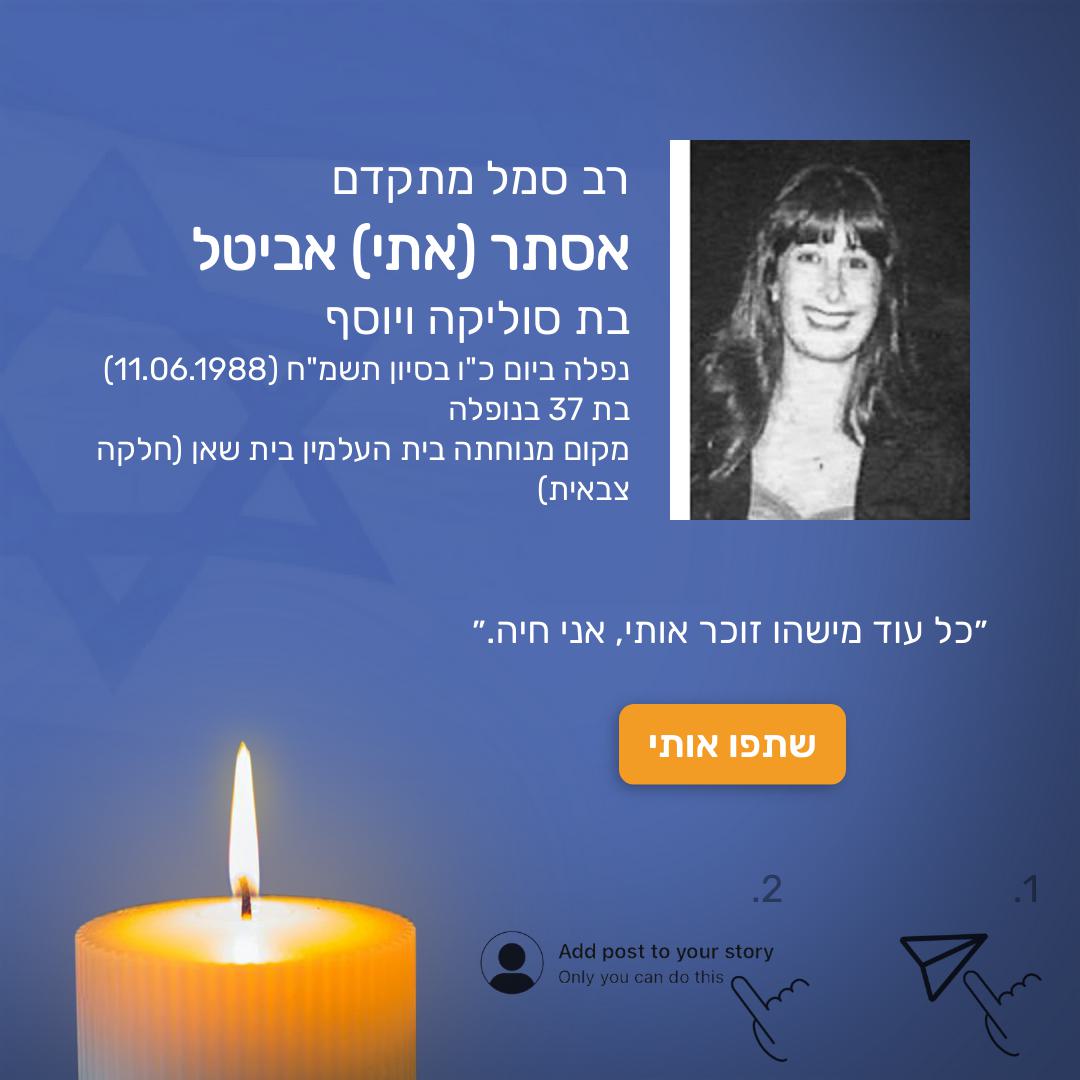 רב סמל מתקדם
אסתר (אתי) אביטל
בת סוליקה ויוסף
נפלה ביום כ"ו בסיון תשמ"ח (11.06.1988)
בת 37 בנופלה
מקום מנוחתה בית העלמין בית שאן (חלקה
צבאית)
״כל עוד מישהו זוכר אותי, אני חיה.״
שתפו אותי
1.
2.
Add post to your story
Only you can do this